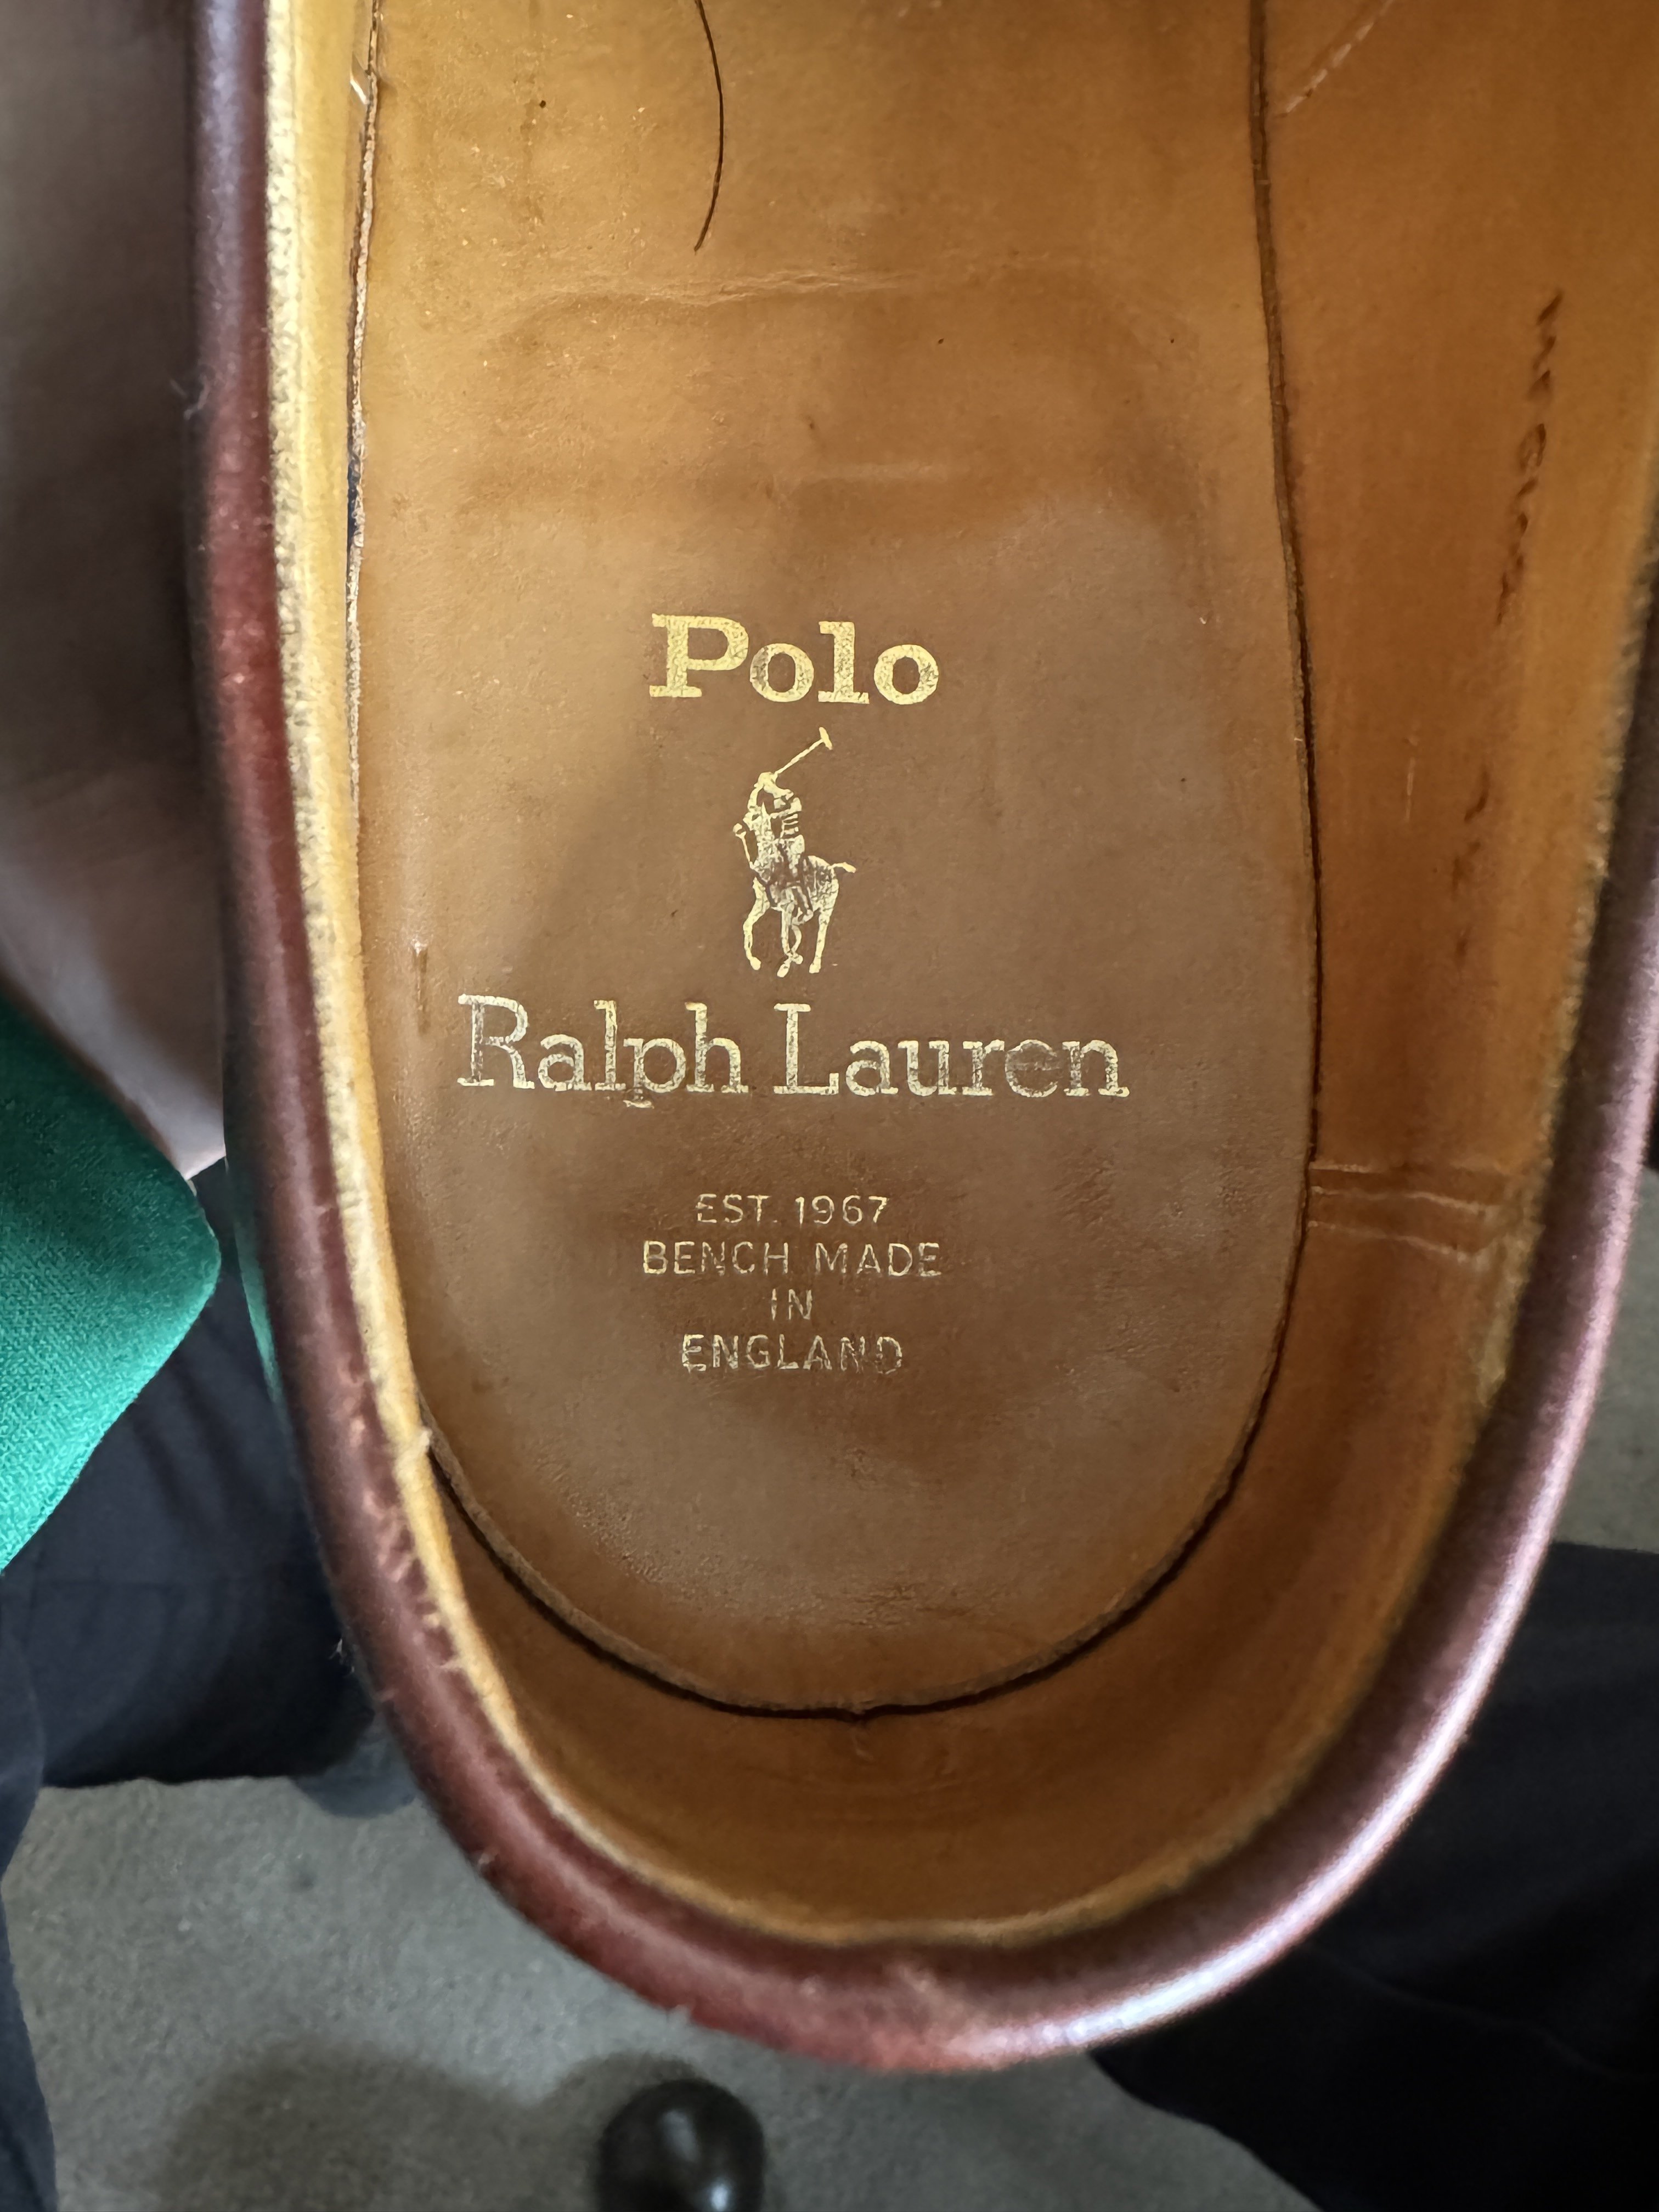 Polo
Ralph Lauren
EST. 1967
BENCH MADE
IN
ENGLAND